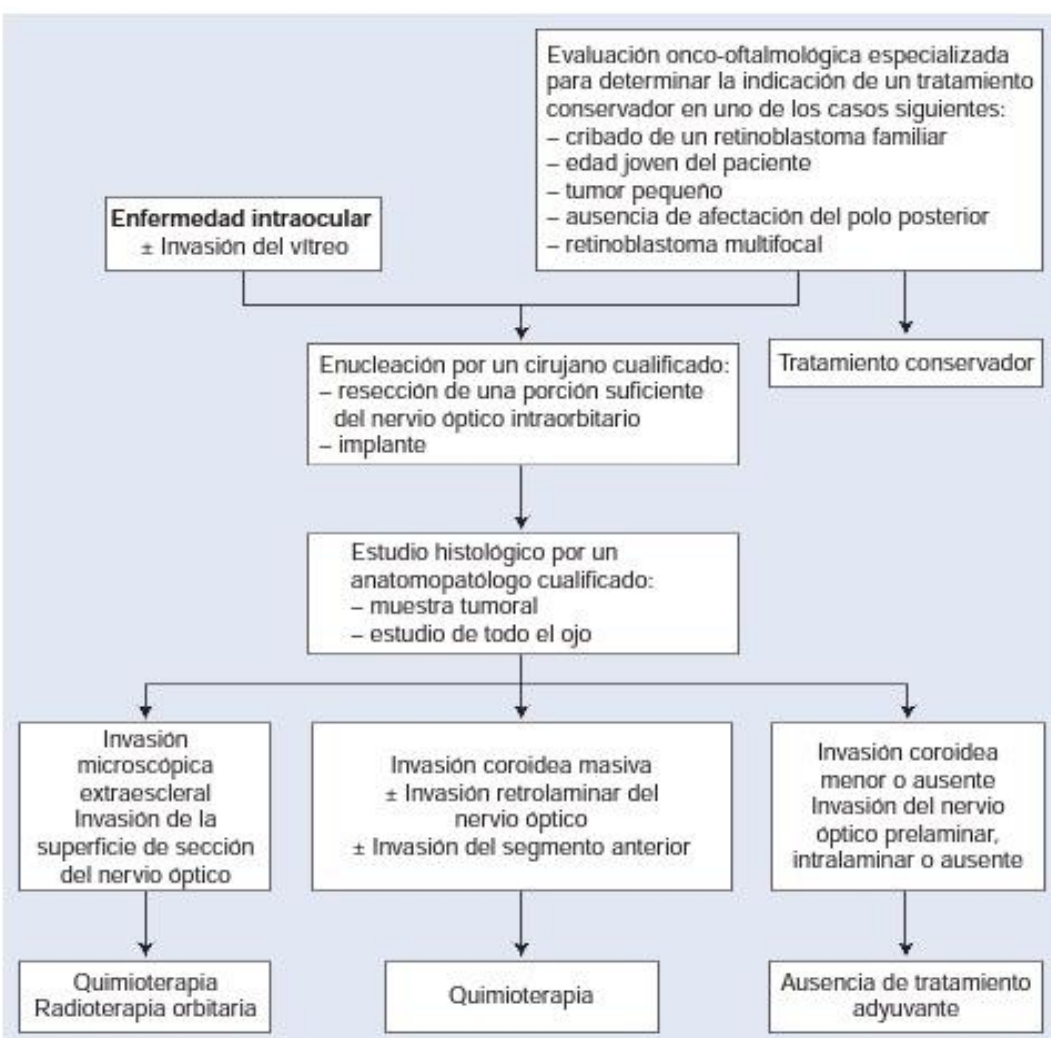 Evaluación onco-oftalmológica especializada
para determinar la indicación de un tratamiento
conservador en uno de los casos siguientes:
– cribado de un retinoblastoma familiar
– edad joven del paciente
– tumor pequeño
– ausencia de afectación del polo posterior
– retinoblastoma multifocal
Enfermedad intraocular
± Invasión del vítreo
Enucleación por un cirujano cualificado:
– resección de una porción suficiente
del nervio óptico intraorbitario
– implante
Tratamiento conservador
Estudio histológico por un
anatomopatólogo cualificado:
– muestra tumoral
– estudio de todo el ojo
Invasión
microscópica
extraescleral
Invasión de la
superficie de sección
del nervio óptico
Invasión coroidea masiva
± Invasión retrolaminar del
nervio óptico
± Invasión del segmento anterior
Invasión coroidea
menor o ausente
Invasión del nervio
óptico prelaminar,
intralaminar o ausente
Quimioterapia
Radioterapia orbitaria
Quimioterapia
Ausencia de tratamiento
adyuvante